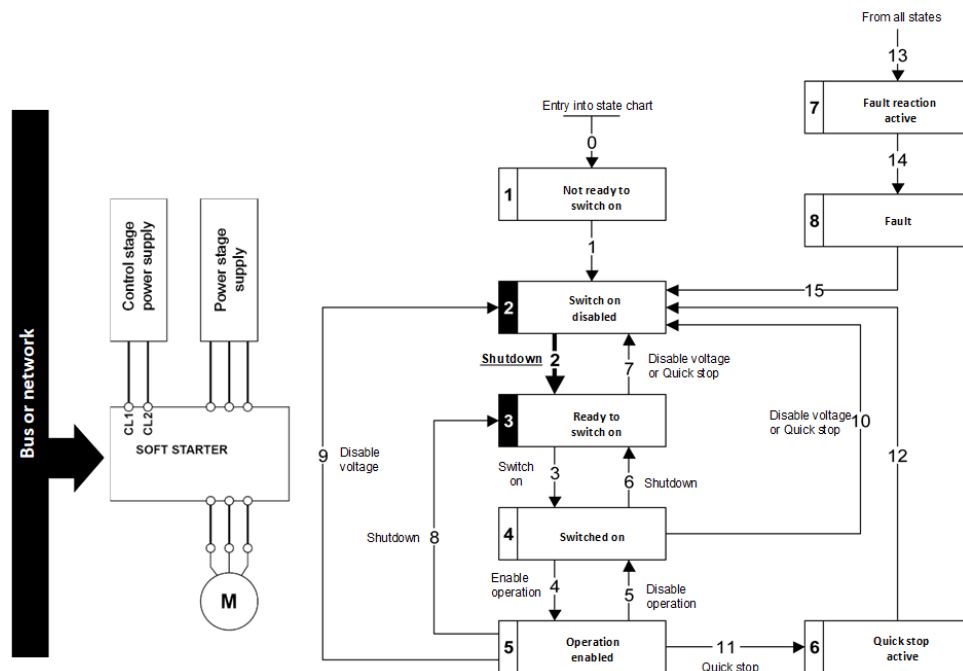 Bus or network
Control stage
power supply
Power stage
supply
CL1
CL2
SOFT STARTER
M
From all states
13
7
Fault reaction
active
14
8
Fault
15
Entry into state chart
0
1
Not ready to
switch on
1
2
Switch on
disabled
Shutdown 2
7
Disable voltage
or Quick stop
3
Ready to
switch on
Switch
on
3
6
Shutdown
4
Switched on
Enable
operation
4
5
Disable
operation
5
Operation
enabled
9
Disable
voltage
Shutdown
8
Disable voltage
or Quick stop
10
12
11
Quick stop
6
Quick stop
active